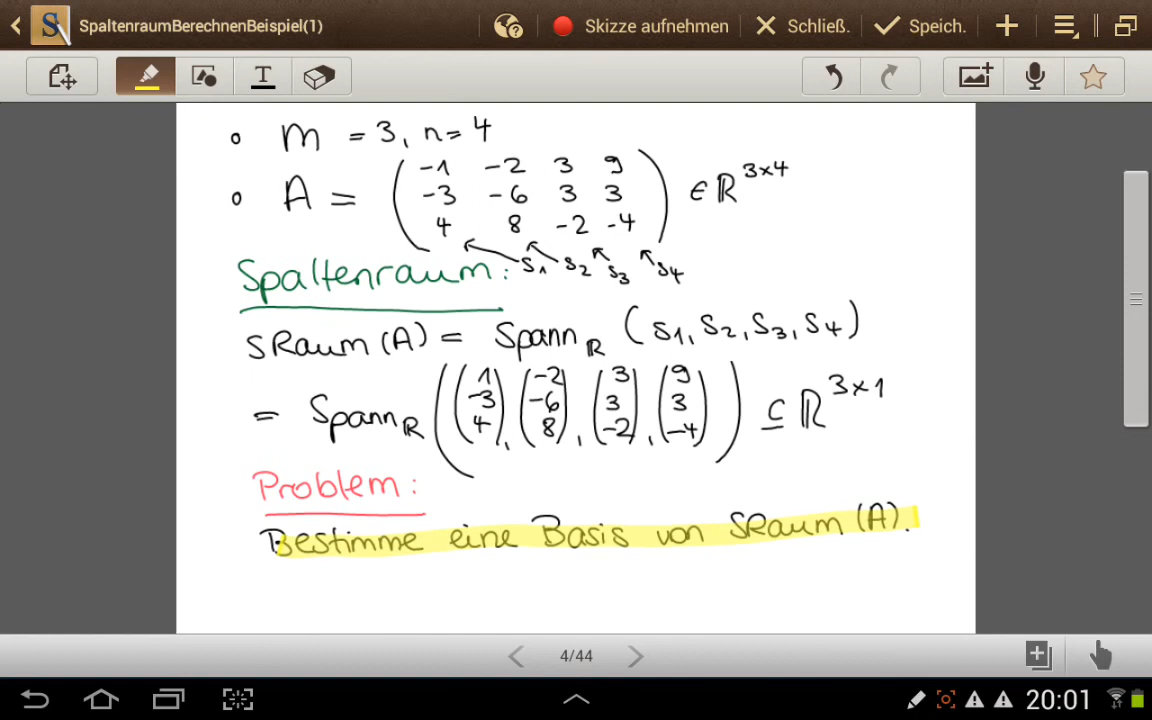 SpaltenraumBerechnenBeispiel(1)
Skizze aufnehmen
Schließ.
Speich.
m = 3, n = 4
A = ( -1 -2 3 9
-3 -6 3 3
4 8 -2 -4 ) ∈ ℝ^{3×4}
Spaltenraum: s1 s2 s3 s4
SRaum (A) = Spann_ℝ (s1, s2, s3, s4)
= Spann_ℝ ( ( 1 -3 4 ), ( -2 -6 8 ), ( 3 3 -2 ), ( 9 3 -4 ) ) ⊆ ℝ^{3×1}
Problem:
Bestimme eine Basis von SRaum (A).
4/44
20:01